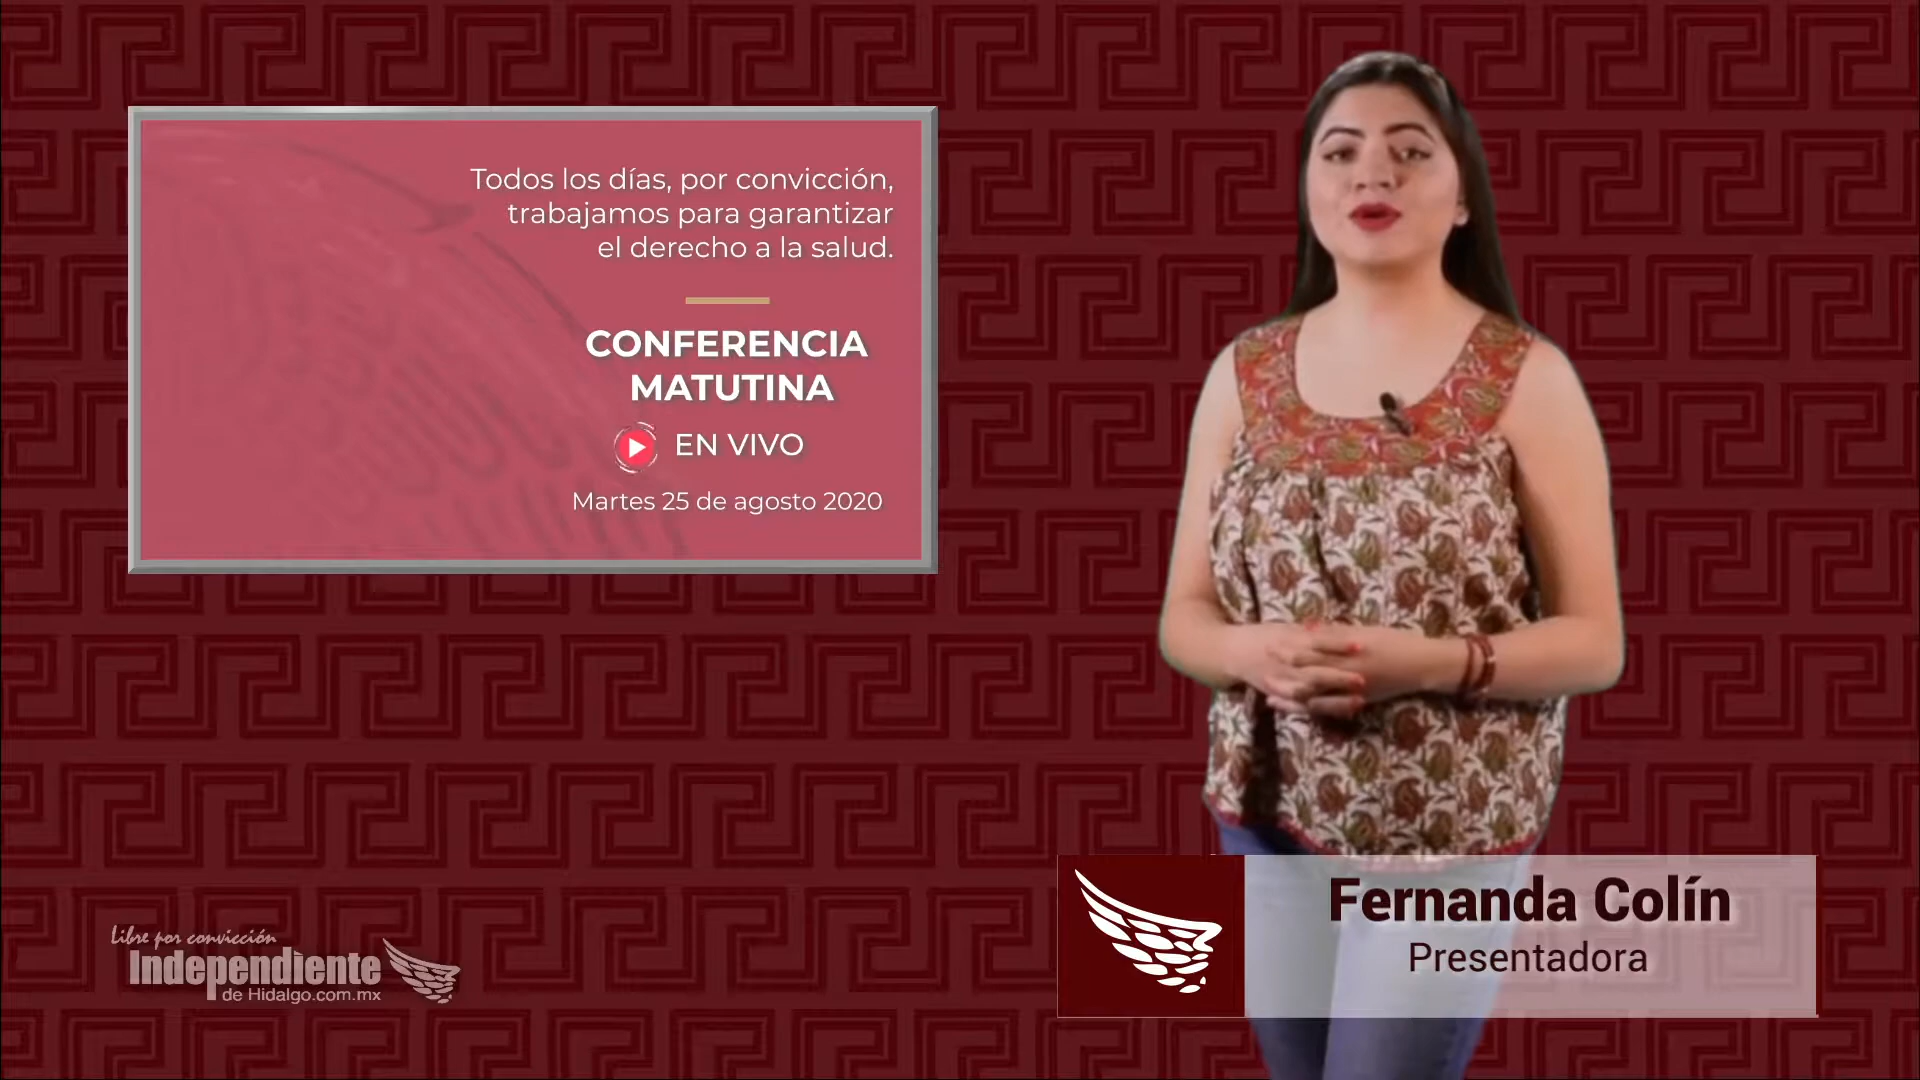 Todos los días, por convicción,
trabajamos para garantizar
el derecho a la salud.
CONFERENCIA
MATUTINA
EN VIVO
Martes 25 de agosto 2020
Fernanda Colín
Presentadora
Libre por convicción
Independiente
de Hidalgo.com.mx